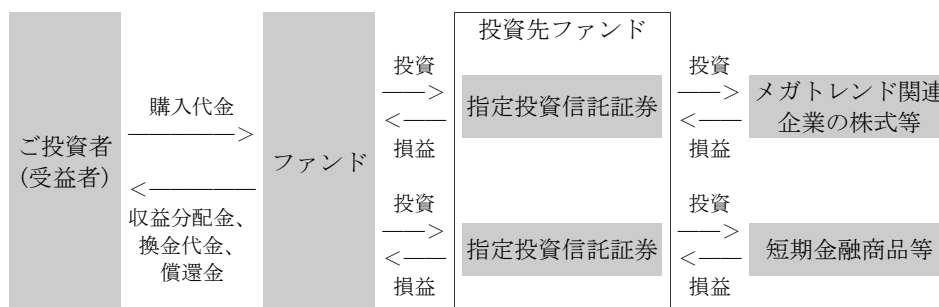 投資先ファンド
ご投資者
(受益者)
購入代金
———–>
<———–
収益分配金、
換金代金、
償還金
ファンド
投資
——>
<——
損益
指定投資信託証券
投資
——>
<——
損益
メガトレンド関連
企業の株式等
投資
——>
<——
損益
指定投資信託証券
投資
——>
<——
損益
短期金融商品等